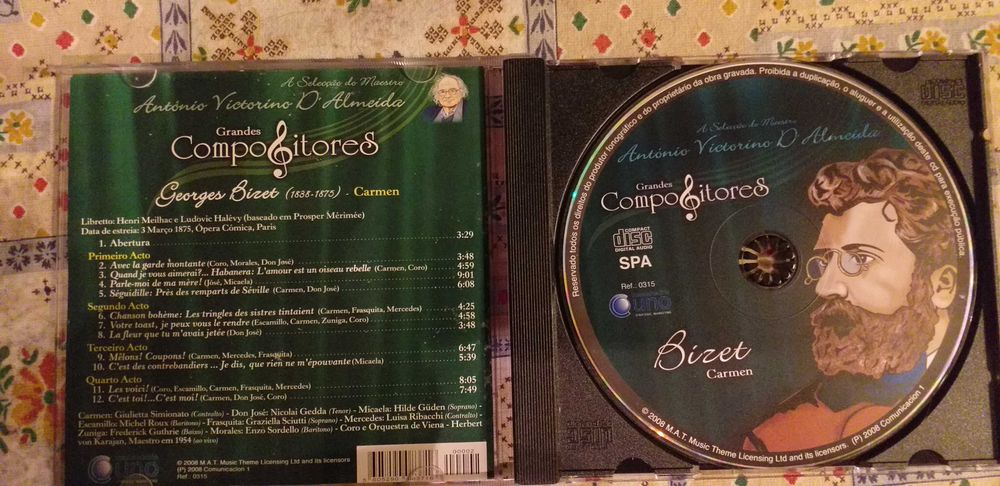 A Selecção do Maestro
António Victorino D'Almeida
Grandes
Compositores
Georges Bizet (1838-1875) - Carmen
Libretto: Henri Meilhac e Ludovic Halèvy (baseado em Prosper Mérimée)
Data de estreia: 3 Março 1875, Ópera Cómica, Paris
1. Abertura 3:29
Primeiro Acto
2. Avec la garde montante (Coro, Morales, Don José) 3:48
3. Quand je vous aimerai?... Habanera: L'amour est un oiseau rebelle (Carmen, Coro) 4:59
4. Parle-moi de ma mère! (José, Micaela) 9:01
5. Séguidille: Près des remparts de Séville (Carmen, Don José) 6:08
Segundo Acto
6. Chanson bohème: Les tringles des sistres tintaient (Carmen, Frasquita, Mercedes) 4:25
7. Votre toast, je peux vous le rendre (Escamillo, Carmen, Zuniga, Coro) 4:58
8. La fleur que tu m'avais jetée (Don José) 3:48
Terceiro Acto
9. Mêlons! Coupons! (Carmen, Mercedes, Frasquita) 6:47
10. C'est des contrebandiers ... Je dis, que rien ne m'épouvante (Micaela) 5:39
Quarto Acto
11. Les voici! (Coro, Escamillo, Carmen, Frasquita, Mercedes) 8:05
12. C'est toi!...C'est moi! (Carmen, Don José, Coro) 7:49
Carmen: Giulietta Simionato (Contralto) - Don José: Nicolai Gedda (Tenor) - Micaela: Hilde Güden (Soprano) -
Escamillo: Michel Roux (Barítono) - Frasquita: Graziella Sciutti (Soprano) - Mercedes: Luisa Ribacchi (Contralto) -
Zuniga: Frederick Guthrie (Baixo) - Morales: Enzo Sordello (Barítono) - Coro e Orquestra de Viena - Herbert
von Karajan, Maestro em 1954 (ao vivo)
uno
© 2008 M.A.T. Music Theme Licensing Ltd and its licensors
(P) 2008 Comunicacion 1
Ref.: 0315
00002
Reservado todos os direitos do produtor fonográfico e do proprietário da obra gravada. Proibida a duplicação, o aluguer e a utilização deste cd para execução pública.
A Selecção do Maestro
António Victorino D'Almeida
Grandes
Compositores
COMPACT
disc
DIGITAL AUDIO
SPA
Ref.: 0315
uno
Bizet
Carmen
© 2008 M.A.T. Music Theme Licensing Ltd and its licensors. (P) 2008 Comunicacion 1